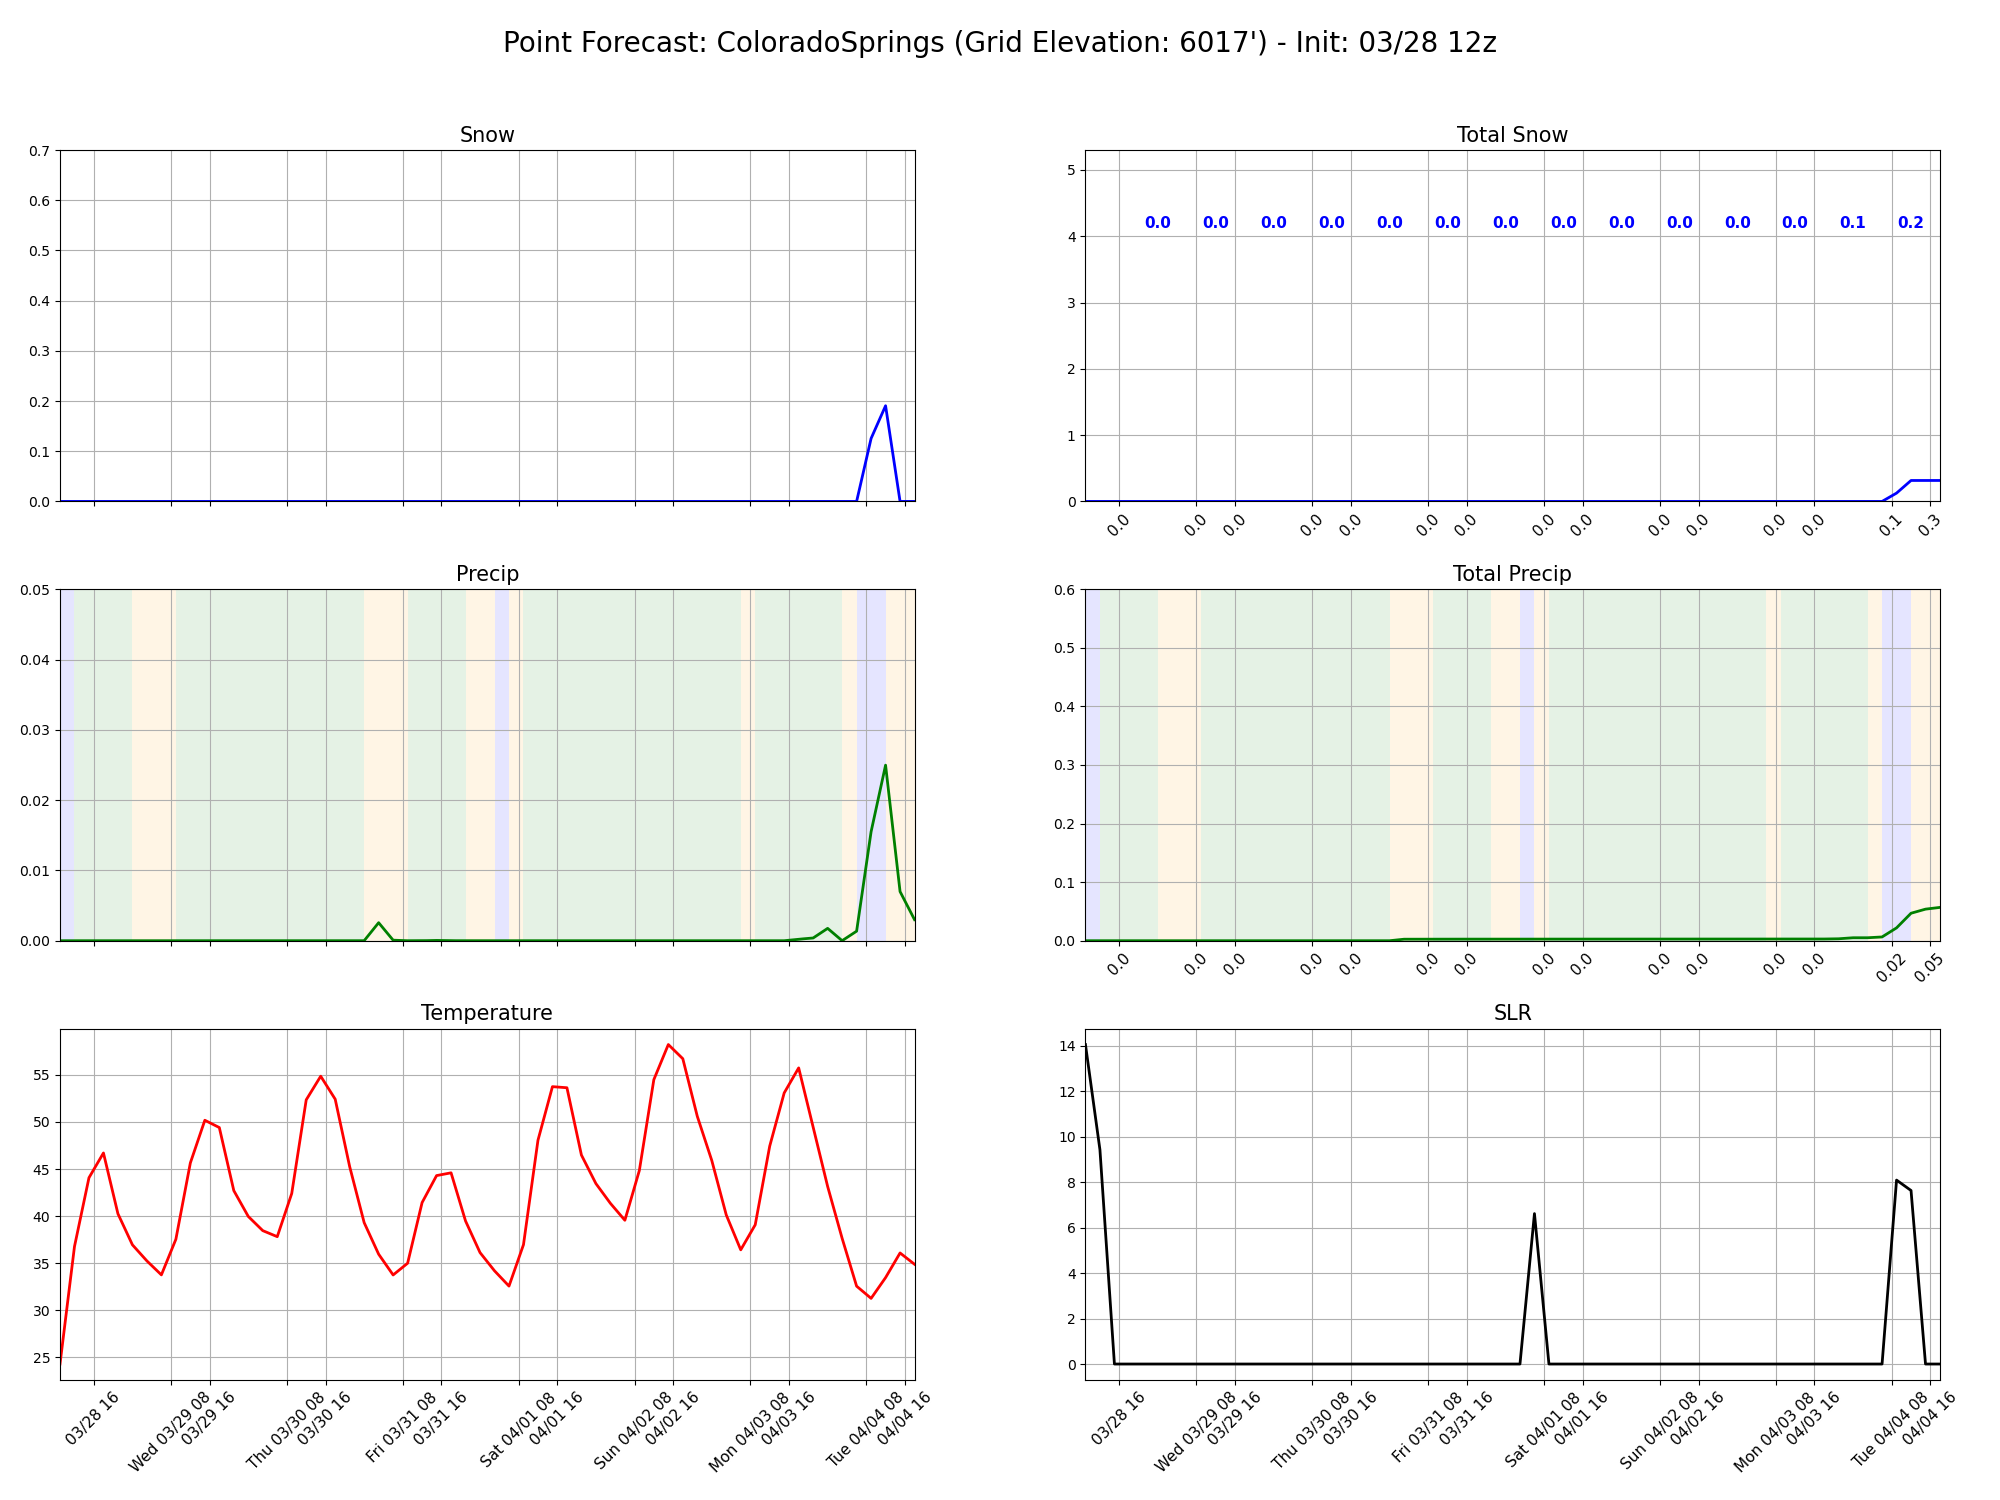 Point Forecast: ColoradoSprings (Grid Elevation: 6017') - Init: 03/28 12z
Snow
0.7
0.6
0.5
0.4
0.3
0.2
0.1
0.0
Total Snow
5
4
3
2
1
0
0.0 0.0 0.0 0.0 0.0 0.0 0.0 0.0 0.0 0.0 0.0 0.0 0.1 0.2
0.0 0.0 0.0 0.0 0.0 0.0 0.0 0.0 0.0 0.0 0.0 0.0 0.0 0.1 0.3
Precip
0.05
0.04
0.03
0.02
0.01
0.00
Total Precip
0.6
0.5
0.4
0.3
0.2
0.1
0.0
0.0 0.0 0.0 0.0 0.0 0.0 0.0 0.0 0.0 0.0 0.0 0.0 0.0 0.02 0.05
Temperature
55
50
45
40
35
30
25
03/28 16
Wed 03/29 08
03/29 16
Thu 03/30 08
03/30 16
Fri 03/31 08
03/31 16
Sat 04/01 08
04/01 16
Sun 04/02 08
04/02 16
Mon 04/03 08
04/03 16
Tue 04/04 08
04/04 16
SLR
14
12
10
8
6
4
2
0
03/28 16
Wed 03/29 08
03/29 16
Thu 03/30 08
03/30 16
Fri 03/31 08
03/31 16
Sat 04/01 08
04/01 16
Sun 04/02 08
04/02 16
Mon 04/03 08
04/03 16
Tue 04/04 08
04/04 16